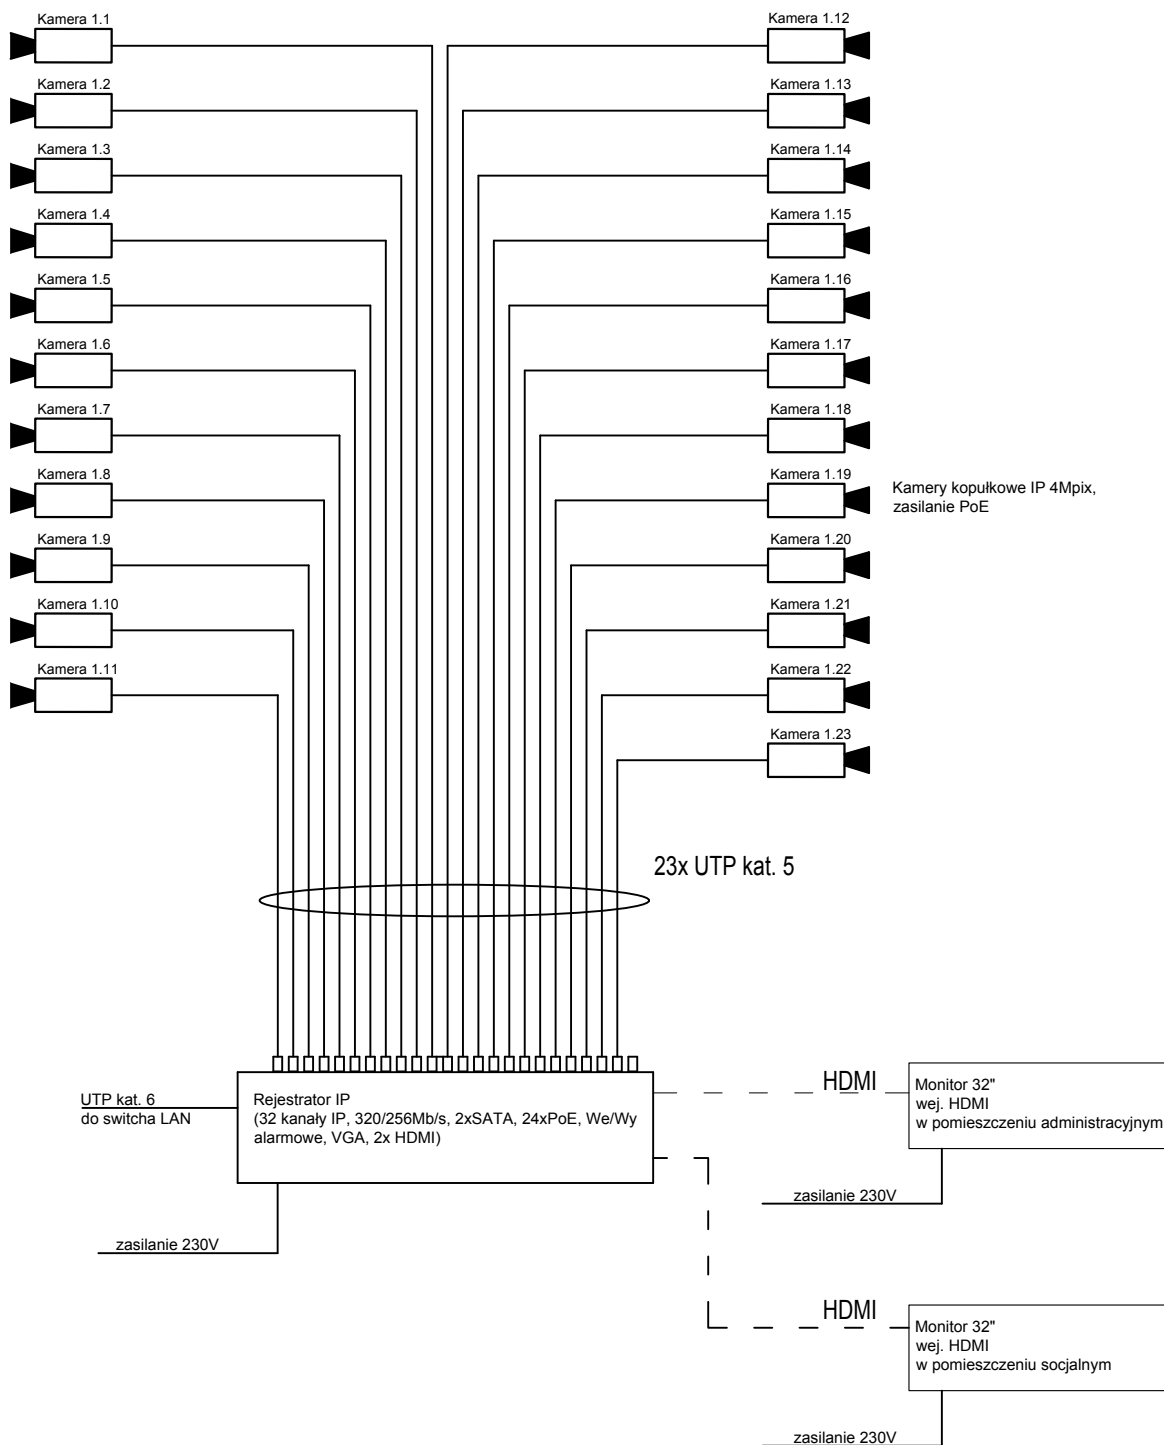 Kamera 1.1
Kamera 1.2
Kamera 1.3
Kamera 1.4
Kamera 1.5
Kamera 1.6
Kamera 1.7
Kamera 1.8
Kamera 1.9
Kamera 1.10
Kamera 1.11
Kamera 1.12
Kamera 1.13
Kamera 1.14
Kamera 1.15
Kamera 1.16
Kamera 1.17
Kamera 1.18
Kamera 1.19
Kamera 1.20
Kamera 1.21
Kamera 1.22
Kamera 1.23
Kamery kopułkowe IP 4Mpix,
zasilanie PoE
23x UTP kat. 5
UTP kat. 6
do switcha LAN
Rejestrator IP
(32 kanały IP, 320/256Mb/s, 2xSATA, 24xPoE, We/Wy
alarmowe, VGA, 2x HDMI)
zasilanie 230V
HDMI
Monitor 32"
wej. HDMI
w pomieszczeniu administracyjnym
zasilanie 230V
HDMI
Monitor 32"
wej. HDMI
w pomieszczeniu socjalnym
zasilanie 230V